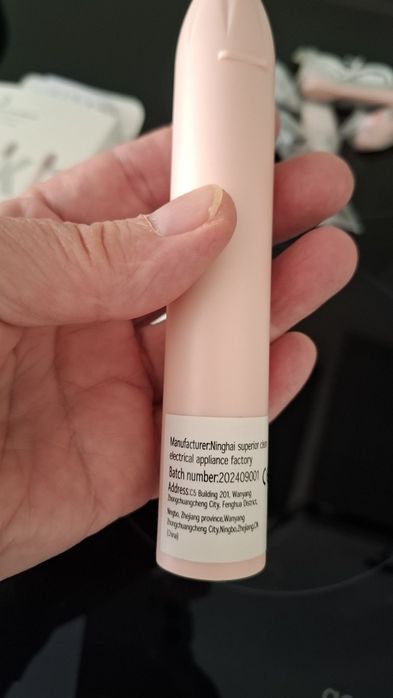 Manufacturer:Ninghai superior clean
electrical appliance factory
Batch number:202409001
Address:C5 Building 201, Wanyang
Zhongchuangcheng City, Fenghua District,
Ningbo, Zhejiang province,Wanyang
Zhongchuangcheng City,Ningbo,Zhejiang,CN
(China)